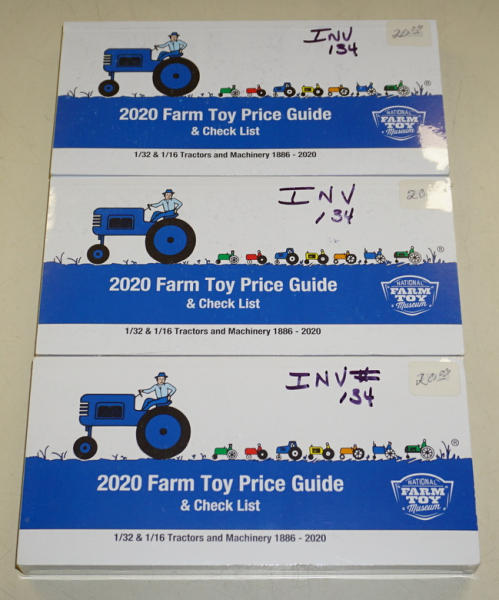 INV
134
20.00
®
2020 Farm Toy Price Guide
& Check List
NATIONAL
FARM
TOY
Museum
1/32 & 1/16 Tractors and Machinery 1886 - 2020
INV
134
®
2020 Farm Toy Price Guide
& Check List
NATIONAL
FARM
TOY
Museum
1/32 & 1/16 Tractors and Machinery 1886 - 2020
INV#
134
20.00
®
2020 Farm Toy Price Guide
& Check List
NATIONAL
FARM
TOY
Museum
1/32 & 1/16 Tractors and Machinery 1886 - 2020